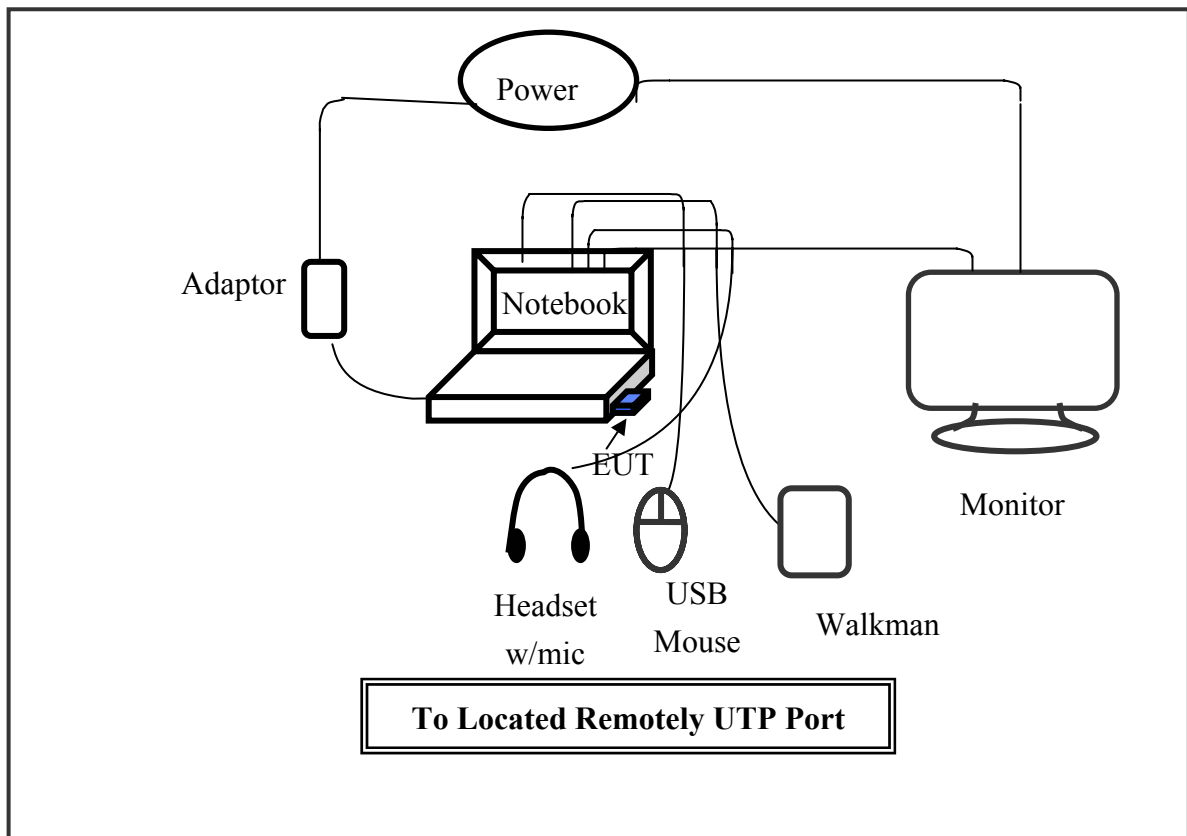 Power
Adaptor
Notebook
EUT
Monitor
Headset
w/mic
USB
Mouse
Walkman
To Located Remotely UTP Port